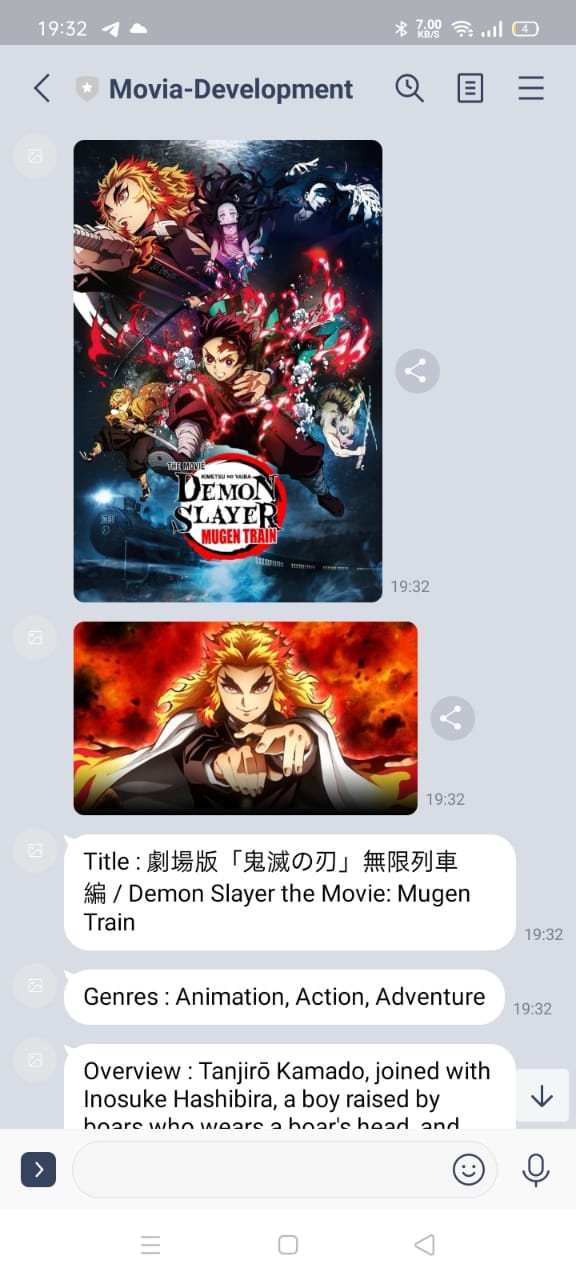 19:32
7.00
KB/S
4
Movia-Development
THE MOVIE
KIMETSU NO YAIBA
DEMON
SLAYER
MUGEN TRAIN
19:32
19:32
Title : 劇場版「鬼滅の刃」無限列車
編 / Demon Slayer the Movie: Mugen
Train
19:32
Genres : Animation, Action, Adventure
19:32
Overview : Tanjirō Kamado, joined with
Inosuke Hashibira, a boy raised by
boars who wears a boar's head, and